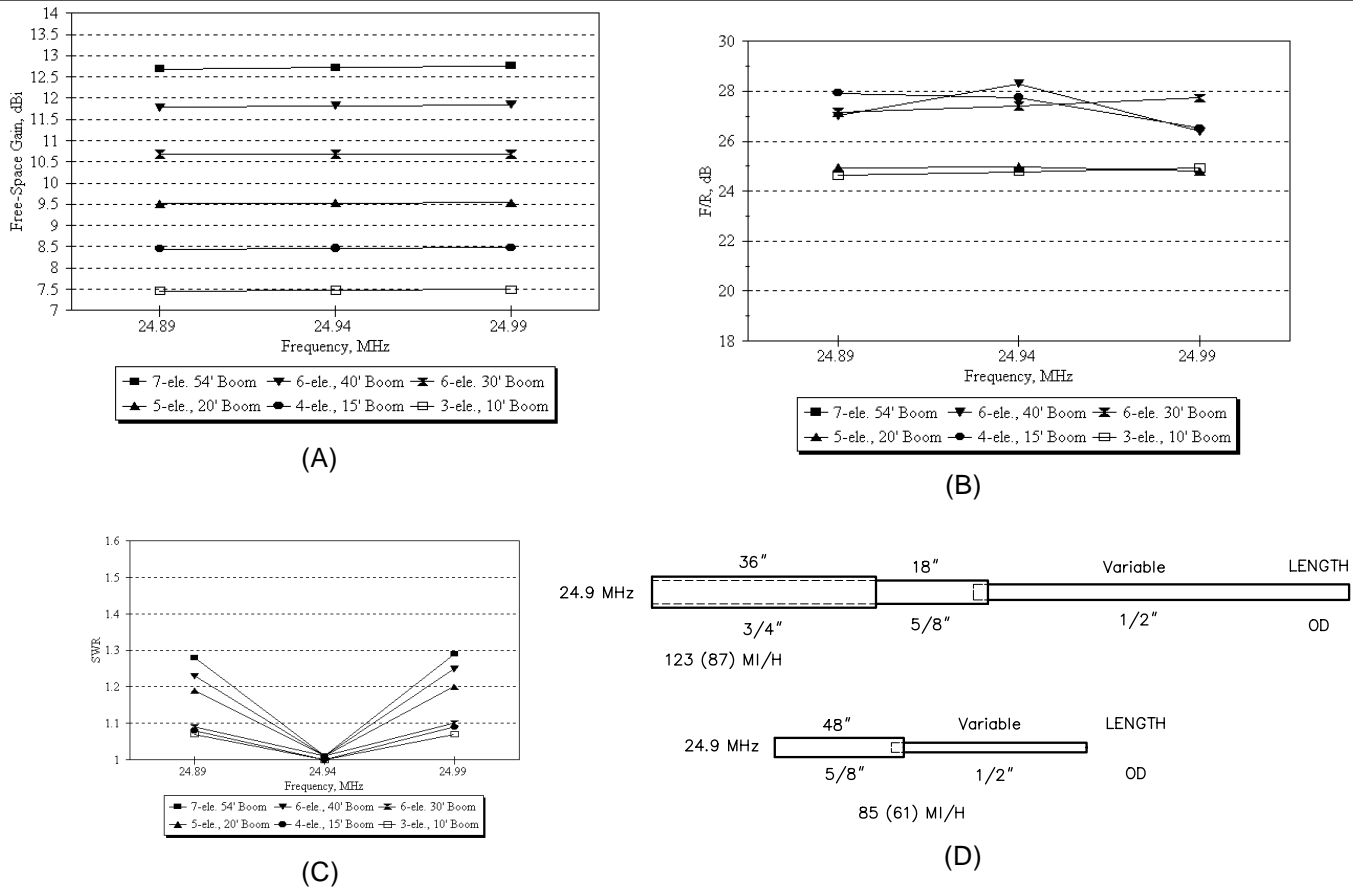 14
13.5
13
12.5
12
11.5
11
10.5
10
9.5
9
8.5
8
7.5
7
Free-Space Gain, dBi
24.89 24.94 24.99
Frequency, MHz
7-ele. 54' Boom 6-ele., 40' Boom 6-ele. 30' Boom
5-ele., 20' Boom 4-ele., 15' Boom 3-ele., 10' Boom
(A)
30
28
26
24
22
20
18
F/R, dB
24.89 24.94 24.99
Frequency, MHz
7-ele. 54' Boom 6-ele., 40' Boom 6-ele. 30' Boom
5-ele., 20' Boom 4-ele., 15' Boom 3-ele., 10' Boom
(B)
1.6
1.5
1.4
1.3
1.2
1.1
1
SWR
24.89 24.94 24.99
Frequency, MHz
7-ele. 54' Boom 6-ele., 40' Boom 6-ele. 30' Boom
5-ele., 20' Boom 4-ele., 15' Boom 3-ele., 10' Boom
(C)
36" 18" Variable LENGTH
24.9 MHz
3/4" 5/8" 1/2" OD
123 (87) MI/H
48" Variable LENGTH
24.9 MHz
5/8" 1/2" OD
85 (61) MI/H
(D)